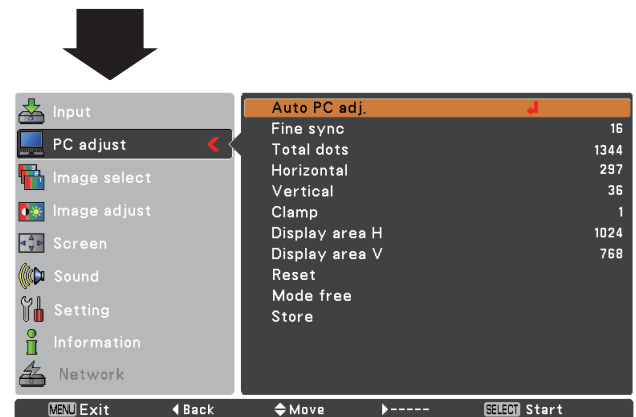 Input
PC adjust
Image select
Image adjust
Screen
Sound
Setting
Information
Network
Auto PC adj.
Fine sync 16
Total dots 1344
Horizontal 297
Vertical 36
Clamp 1
Display area H 1024
Display area V 768
Reset
Mode free
Store
MENU Exit Back Move ----- SELECT Start